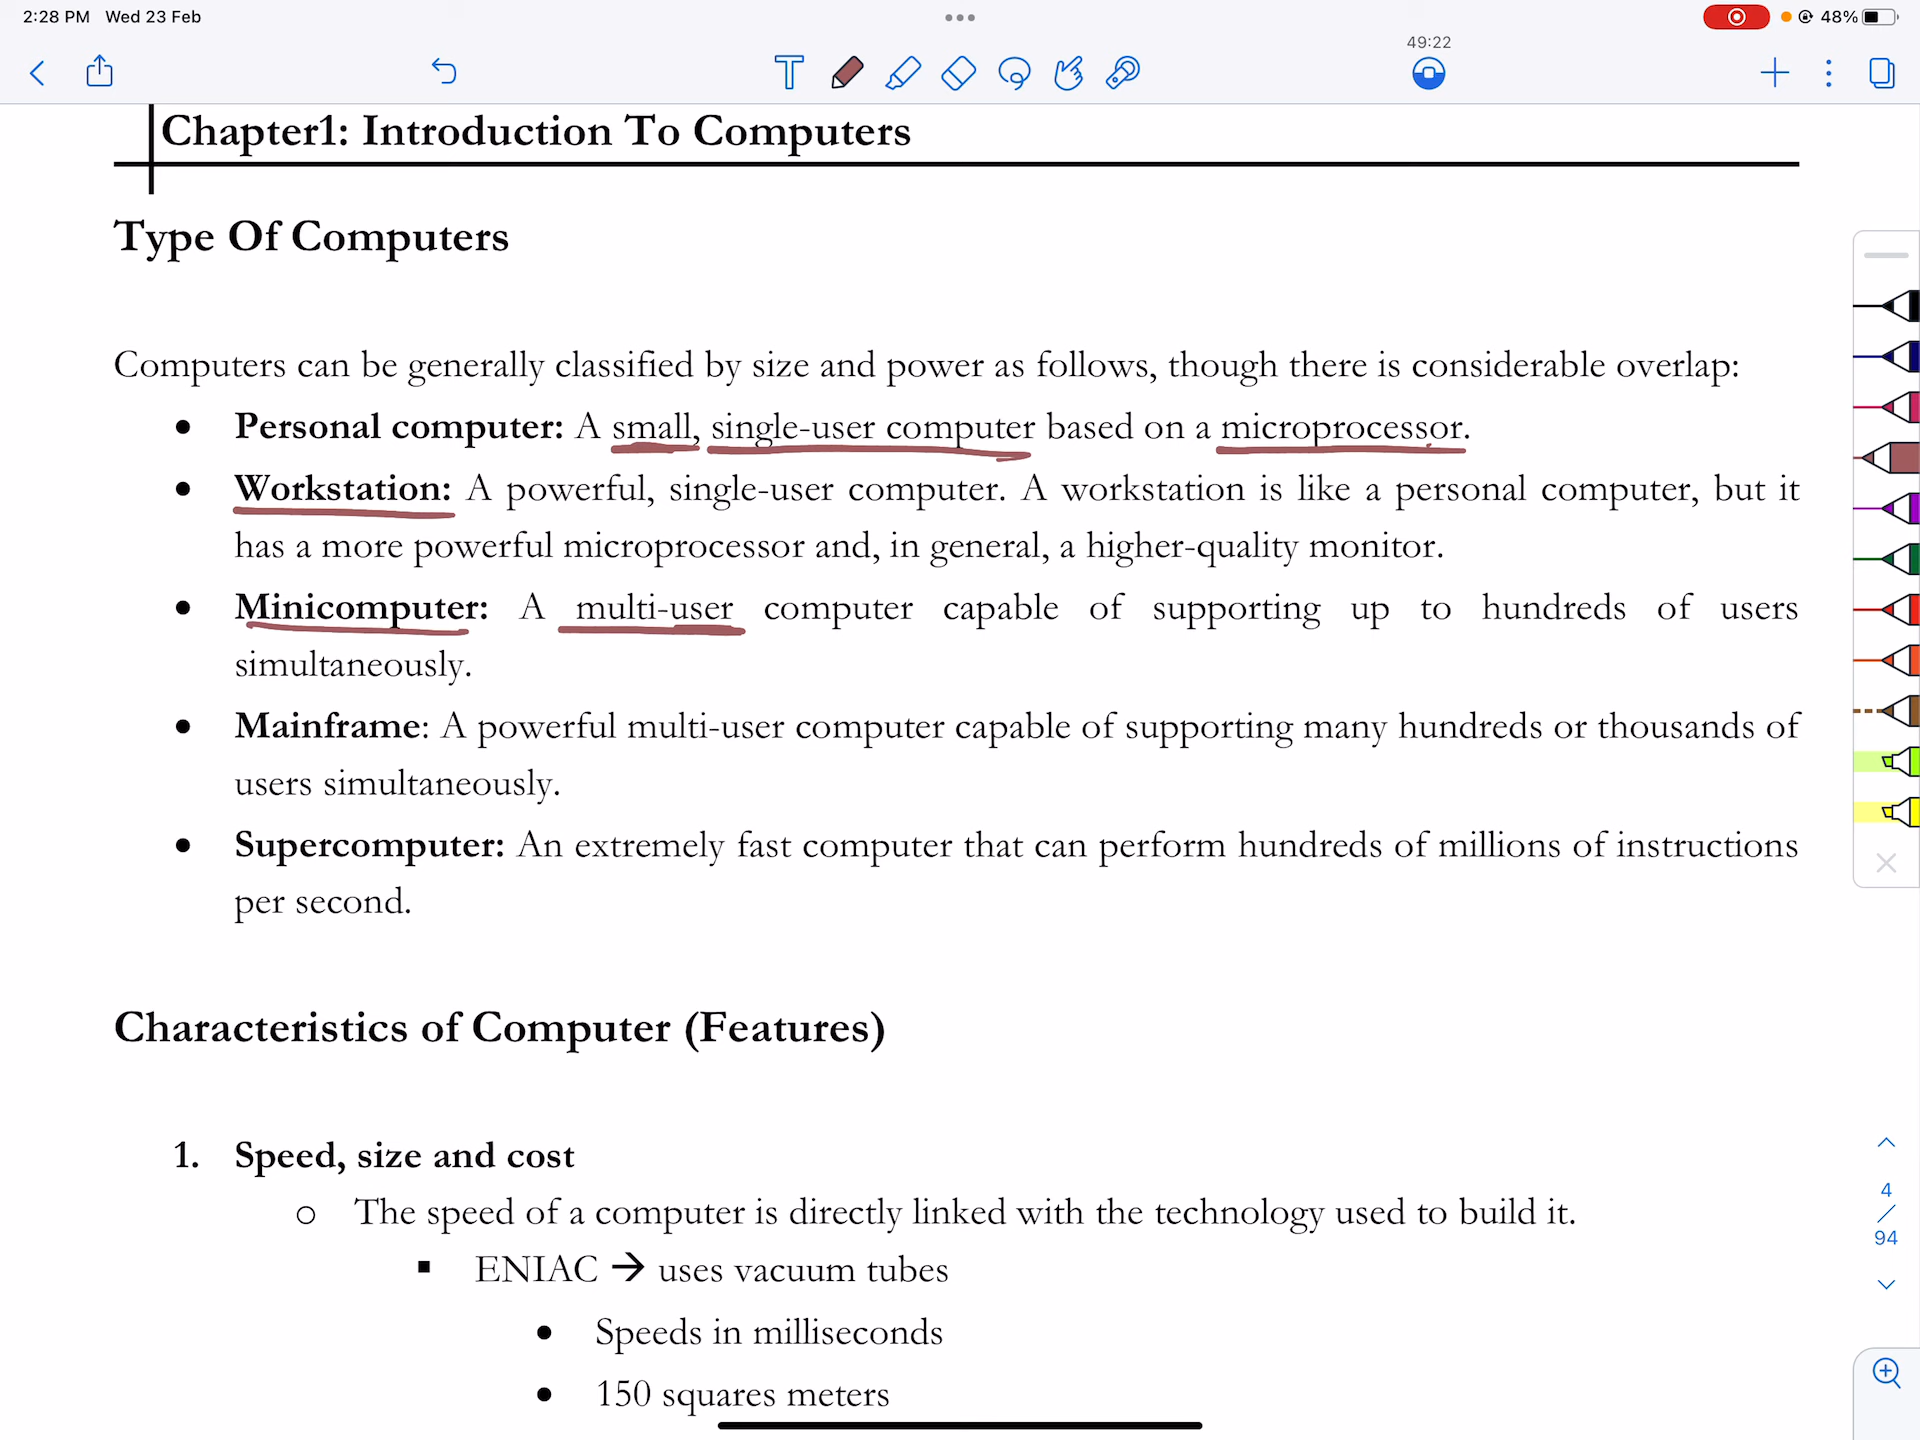 2:28 PM Wed 23 Feb
48%
49:22
T
Chapter1: Introduction To Computers
Type Of Computers
Computers can be generally classified by size and power as follows, though there is considerable overlap:
• Personal computer: A small, single-user computer based on a microprocessor.
• Workstation: A powerful, single-user computer. A workstation is like a personal computer, but it
has a more powerful microprocessor and, in general, a higher-quality monitor.
• Minicomputer: A multi-user computer capable of supporting up to hundreds of users
simultaneously.
• Mainframe: A powerful multi-user computer capable of supporting many hundreds or thousands of
users simultaneously.
• Supercomputer: An extremely fast computer that can perform hundreds of millions of instructions
per second.
Characteristics of Computer (Features)
1. Speed, size and cost
o The speed of a computer is directly linked with the technology used to build it.
▪ ENIAC → uses vacuum tubes
• Speeds in milliseconds
• 150 squares meters
4
/
94